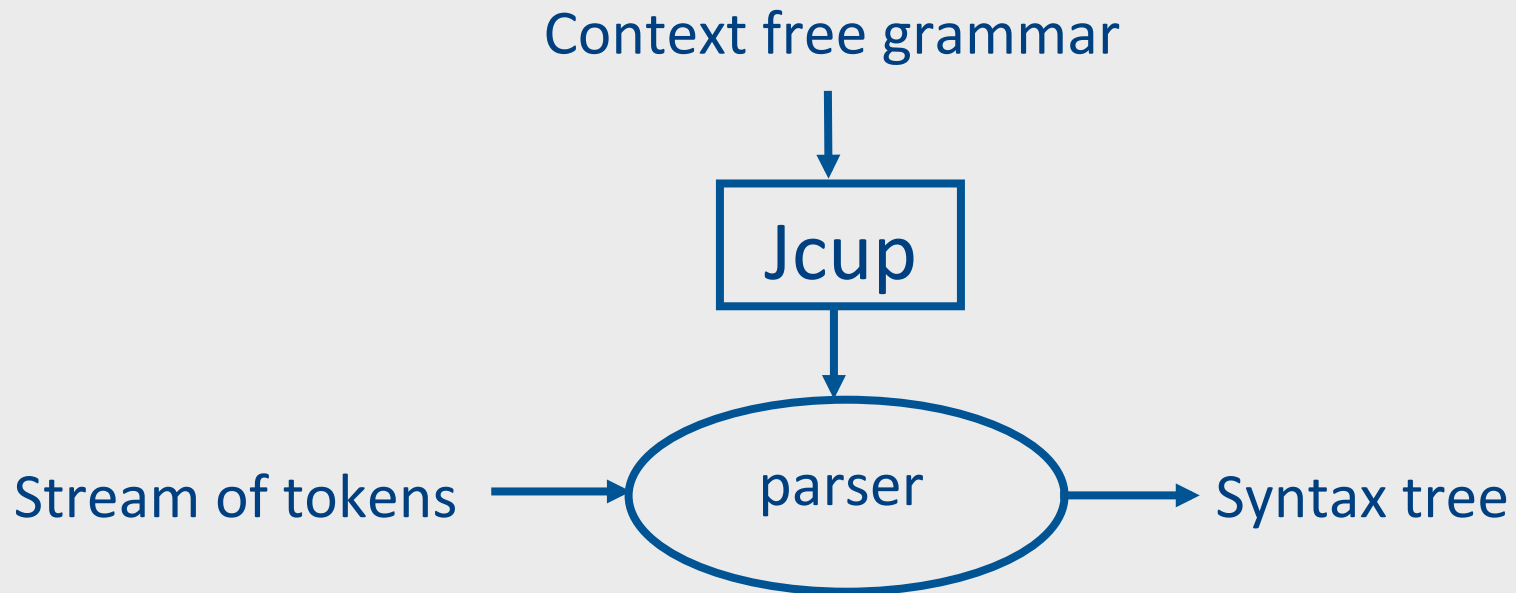 Context free grammar
Jcup
parser
Stream of tokens
Syntax tree